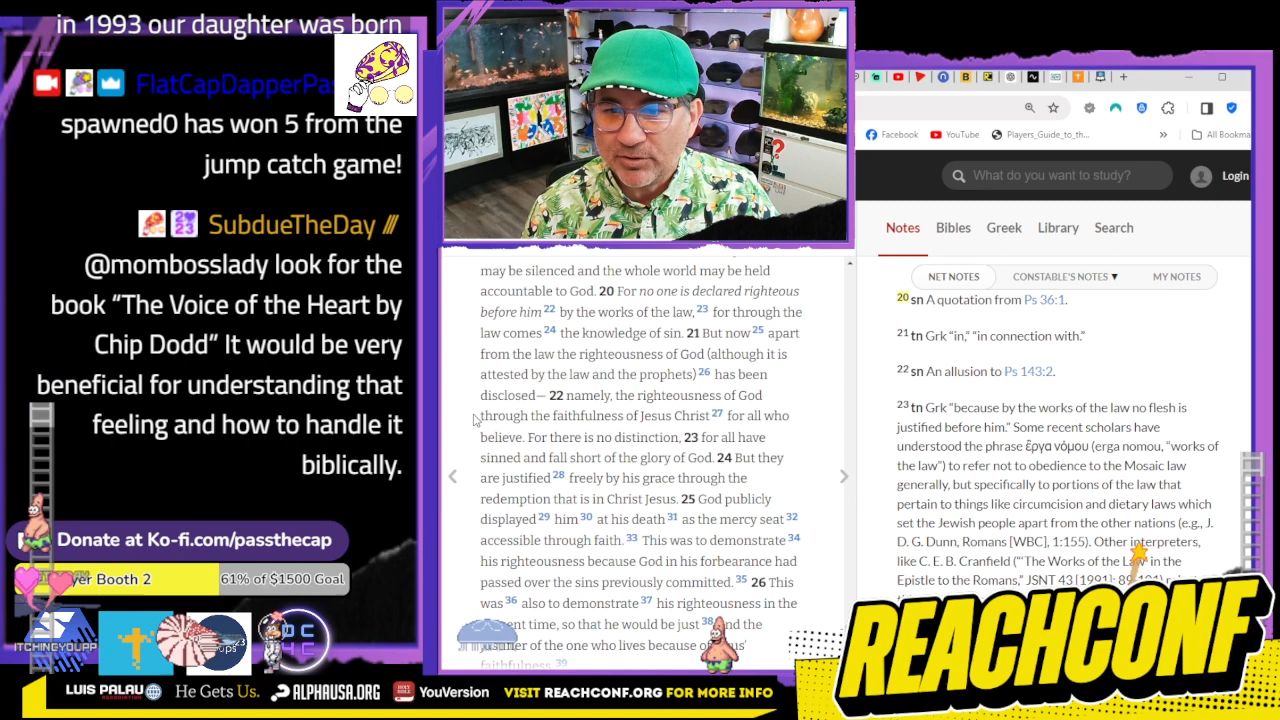 in 1993 our daughter was born
FlatCapDapperPas
spawned0 has won 5 from the
jump catch game!
SubdueTheDay
@mombosslady look for the
book “The Voice of the Heart by
Chip Dodd” It would be very
beneficial for understanding that
feeling and how to handle it
biblically.
Donate at Ko-fi.com/passthecap
yer Booth 2
61% of $1500 Goal
ITCHINGYOUPP
may be silenced and the whole world may be held
accountable to God. 20 For no one is declared righteous
before him 22 by the works of the law, 23 for through the
law comes 24 the knowledge of sin. 21 But now 25 apart
from the law the righteousness of God (although it is
attested by the law and the prophets) 26 has been
disclosed— 22 namely, the righteousness of God
through the faithfulness of Jesus Christ 27 for all who
believe. For there is no distinction, 23 for all have
sinned and fall short of the glory of God. 24 But they
are justified 28 freely by his grace through the
redemption that is in Christ Jesus. 25 God publicly
displayed 29 him 30 at his death 31 as the mercy seat 32
accessible through faith. 33 This was to demonstrate 34
his righteousness because God in his forbearance had
passed over the sins previously committed. 35 26 This
was 36 also to demonstrate 37 his righteousness in the
ent time, so that he would be just 38 and the
of the one who lives because of Jesus'
faithfulness. 39
Facebook
YouTube
Players_Guide_to_th...
All Bookma
What do you want to study?
Login
Notes
Bibles
Greek
Library
Search
NET NOTES
CONSTABLE'S NOTES
MY NOTES
20 sn A quotation from Ps 36:1.
21 tn Grk “in,” “in connection with.”
22 sn An allusion to Ps 143:2.
23 tn Grk “because by the works of the law no flesh is
justified before him.” Some recent scholars have
understood the phrase ἔργα νόμου (erga nomou, “works of
the law”) to refer not to obedience to the Mosaic law
generally, but specifically to portions of the law that
pertain to things like circumcision and dietary laws which
set the Jewish people apart from the other nations (e.g., J.
D. G. Dunn, Romans [WBC], 1:155). Other interpreters,
like C. E. B. Cranfield (“‘The Works of the Law’ in the
Epistle to the Romans,” JSNT 43 [1991]:
REACHCONF
LUIS PALAU
He Gets Us.
ALPHAUSA.ORG
HOLY BIBLE
YouVersion
VISIT REACHCONF.ORG FOR MORE INFO